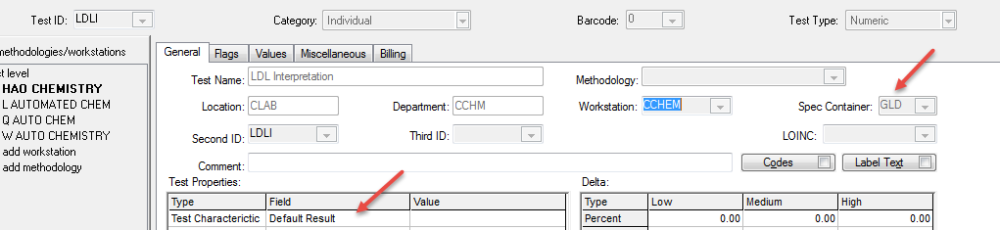 Test ID: LDLI Category: Individual Barcode: 0 Test Type: Numeric
methodologies/workstations
General Flags Values Miscellaneous Billing
t level
HAO CHEMISTRY
L AUTOMATED CHEM
Q AUTO CHEM
W AUTO CHEMISTRY
add workstation
add methodology
Test Name: LDL Interpretation Methodology:
Location: CLAB Department: CCHM Workstation: CCHEM Spec Container: GLD
Second ID: LDLI Third ID: LOINC:
Comment: Codes Label Text
Test Properties: Delta:
Type Field Value Type Low Medium High
Test Characterictic Default Result Percent 0.00 0.00 0.00